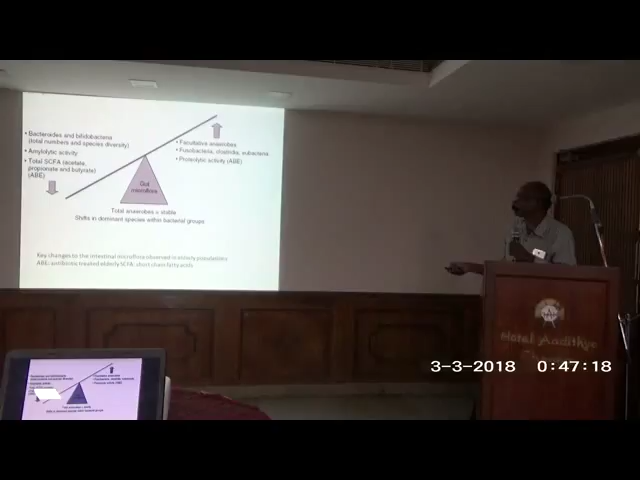 • Bacteroides and bifidobacteria
(total numbers and species diversity)
• Amylolytic activity
• Total SCFA (acetate,
propionate and butyrate)
(ABE)
• Facultative anaerobes
• Fusobacteria, clostridia, eubacteria
• Proteolytic activity (ABE)
Gut
microflora
Total anaerobes ± stable
Shifts in dominant species within bacterial groups
Key changes to the intestinal microflora observed in elderly populations
ABE: antibiotic treated elderly SCFA: short chain fatty acids
Hotel Aadithya
3-3-2018 0:47:18